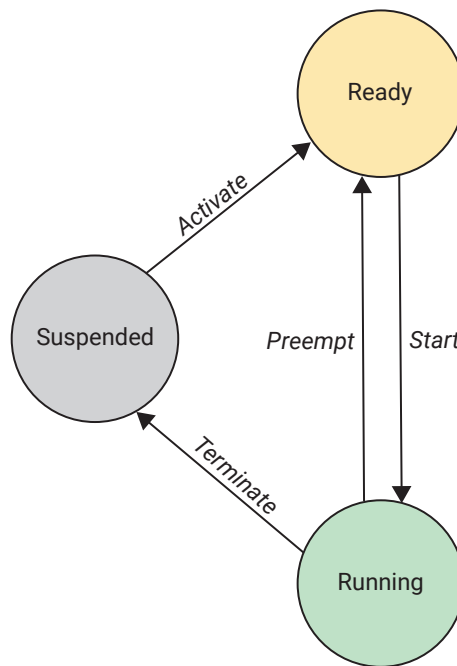 Ready
Activate
Suspended
Preempt
Start
Terminate
Running